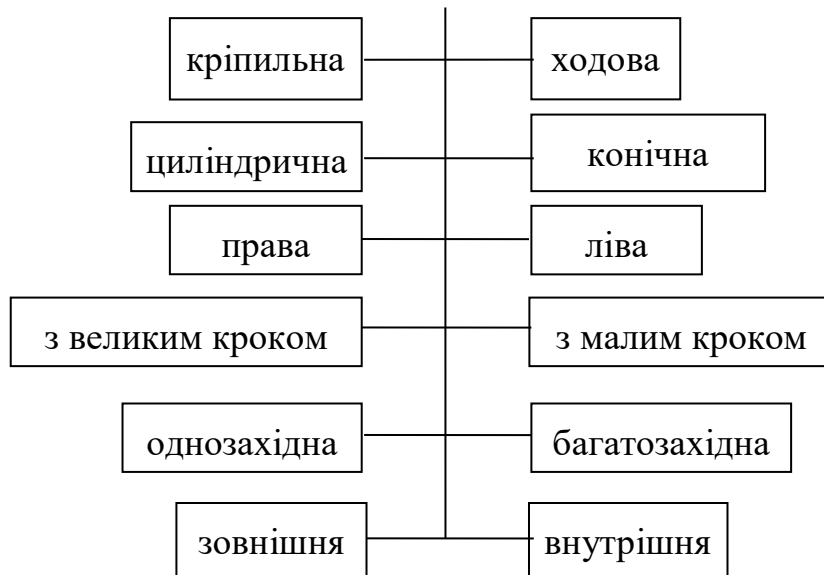 кріпильна
ходова
циліндрична
конічна
права
ліва
з великим кроком
з малим кроком
однозахідна
багатозахідна
зовнішня
внутрішня